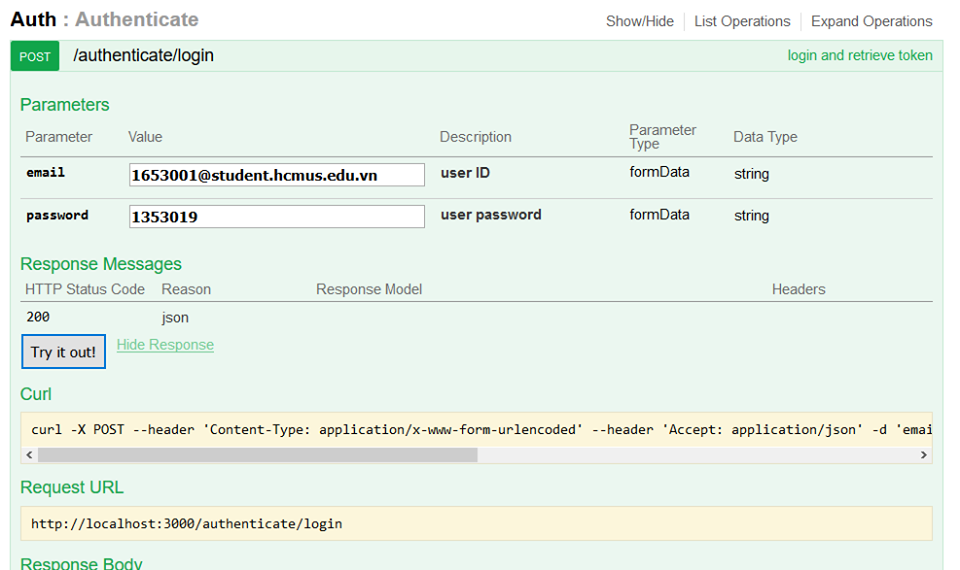 Auth : Authenticate
Show/Hide List Operations Expand Operations
POST /authenticate/login login and retrieve token
Parameters
Parameter Value Description Parameter Type Data Type
email 1653001@student.hcmus.edu.vn user ID formData string
password 1353019 user password formData string
Response Messages
HTTP Status Code Reason Response Model Headers
200 json
Try it out! Hide Response
Curl
curl -X POST --header 'Content-Type: application/x-www-form-urlencoded' --header 'Accept: application/json' -d 'emai
Request URL
http://localhost:3000/authenticate/login
Response Body